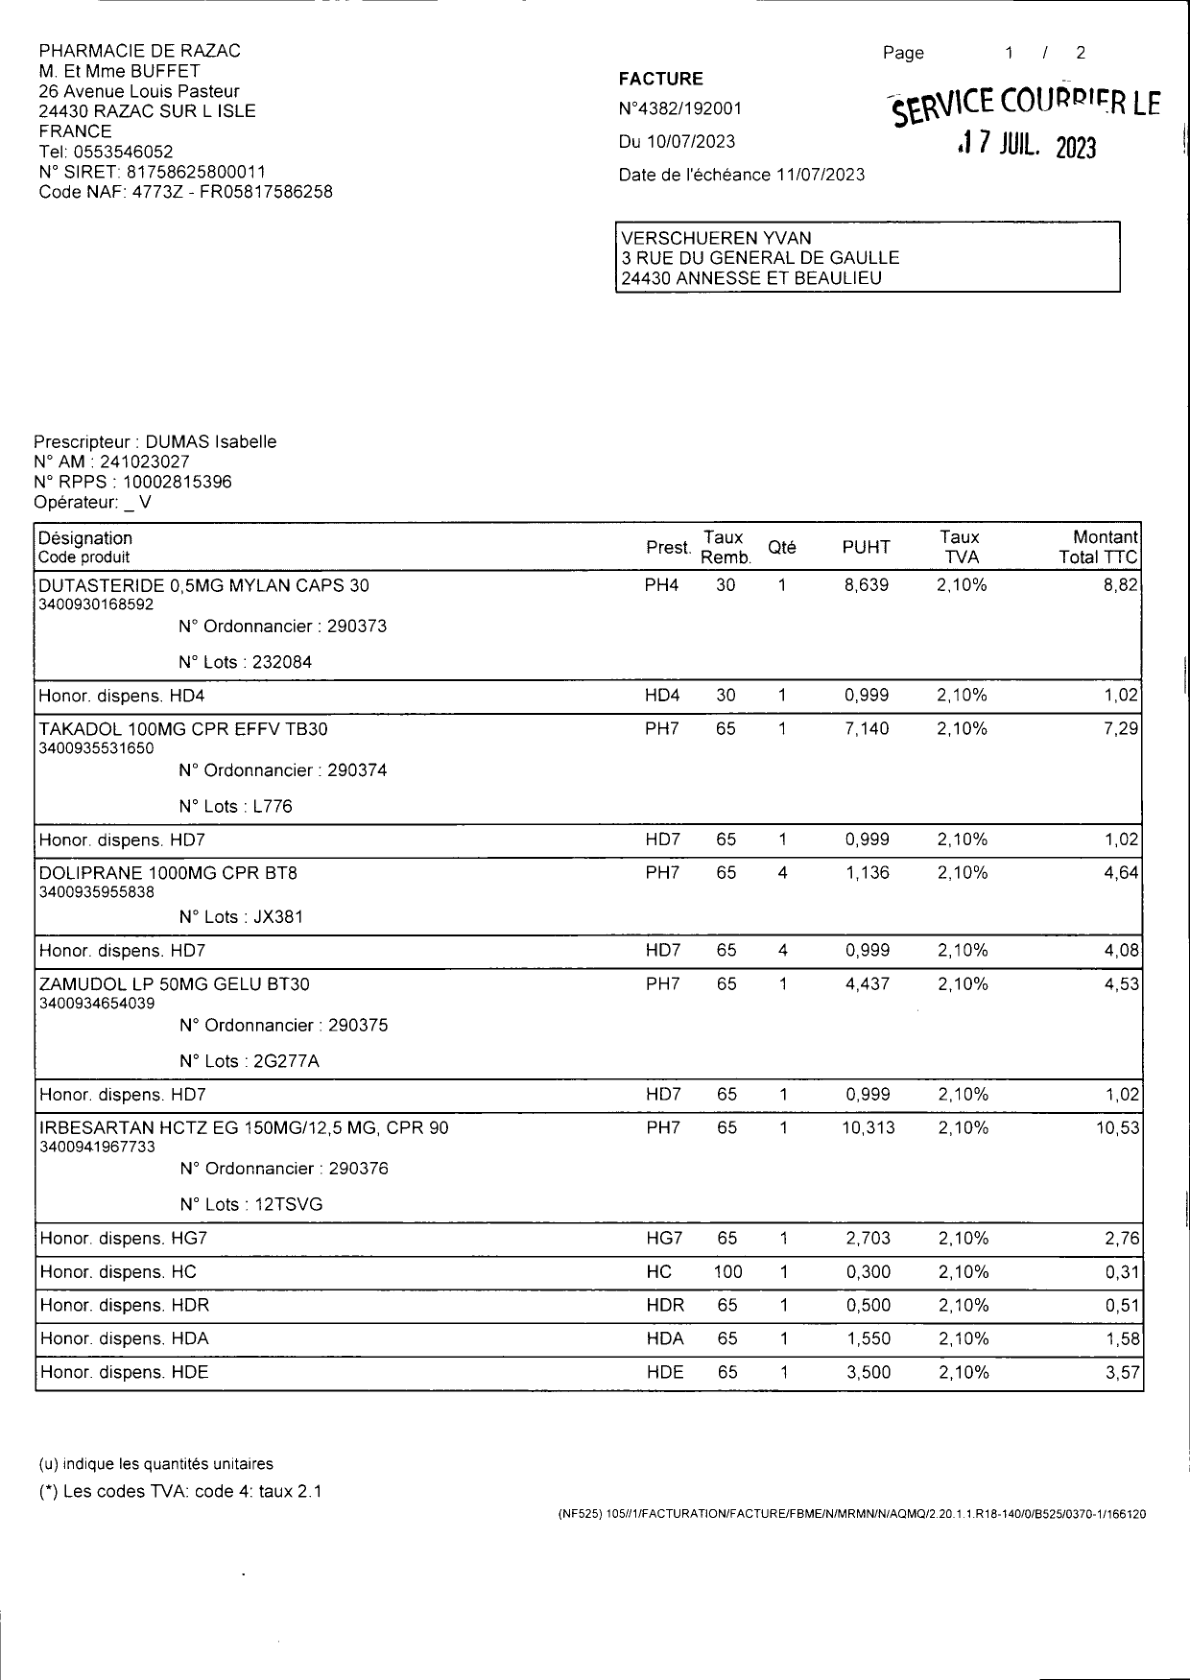 PHARMACIE DE RAZAC
M. Et Mme BUFFET
26 Avenue Louis Pasteur
24430 RAZAC SUR L ISLE
FRANCE
Tel: 0553546052
N° SIRET: 81758625800011
Code NAF: 4773Z - FR05817586258
Page 1 / 2
FACTURE
N°4382/192001
Du 10/07/2023
Date de l'échéance 11/07/2023
SERVICE COURRIER LE
17 JUIL. 2023
VERSCHUEREN YVAN
3 RUE DU GENERAL DE GAULLE
24430 ANNESSE ET BEAULIEU
Prescripteur : DUMAS Isabelle
N° AM : 241023027
N° RPPS : 10002815396
Opérateur: _ V
Désignation Code produit Prest. Taux Remb. Qté PUHT Taux TVA Montant Total TTC
DUTASTERIDE 0,5MG MYLAN CAPS 30 PH4 30 1 8,639 2,10% 8,82
3400930168592
N° Ordonnancier : 290373
N° Lots : 232084
Honor. dispens. HD4 HD4 30 1 0,999 2,10% 1,02
TAKADOL 100MG CPR EFFV TB30 PH7 65 1 7,140 2,10% 7,29
3400935531650
N° Ordonnancier : 290374
N° Lots : L776
Honor. dispens. HD7 HD7 65 1 0,999 2,10% 1,02
DOLIPRANE 1000MG CPR BT8 PH7 65 4 1,136 2,10% 4,64
3400935955838
N° Lots : JX381
Honor. dispens. HD7 HD7 65 4 0,999 2,10% 4,08
ZAMUDOL LP 50MG GELU BT30 PH7 65 1 4,437 2,10% 4,53
3400934654039
N° Ordonnancier : 290375
N° Lots : 2G277A
Honor. dispens. HD7 HD7 65 1 0,999 2,10% 1,02
IRBESARTAN HCTZ EG 150MG/12,5 MG, CPR 90 PH7 65 1 10,313 2,10% 10,53
3400941967733
N° Ordonnancier : 290376
N° Lots : 12TSVG
Honor. dispens. HG7 HG7 65 1 2,703 2,10% 2,76
Honor. dispens. HC HC 100 1 0,300 2,10% 0,31
Honor. dispens. HDR HDR 65 1 0,500 2,10% 0,51
Honor. dispens. HDA HDA 65 1 1,550 2,10% 1,58
Honor. dispens. HDE HDE 65 1 3,500 2,10% 3,57
(u) indique les quantités unitaires
(*) Les codes TVA: code 4: taux 2.1
(NF525) 105//1/FACTURATION/FACTURE/FBME/N/MRMN/N/AQMQ/2.20.1.1.R18-140/0/B525/0370-1/166120